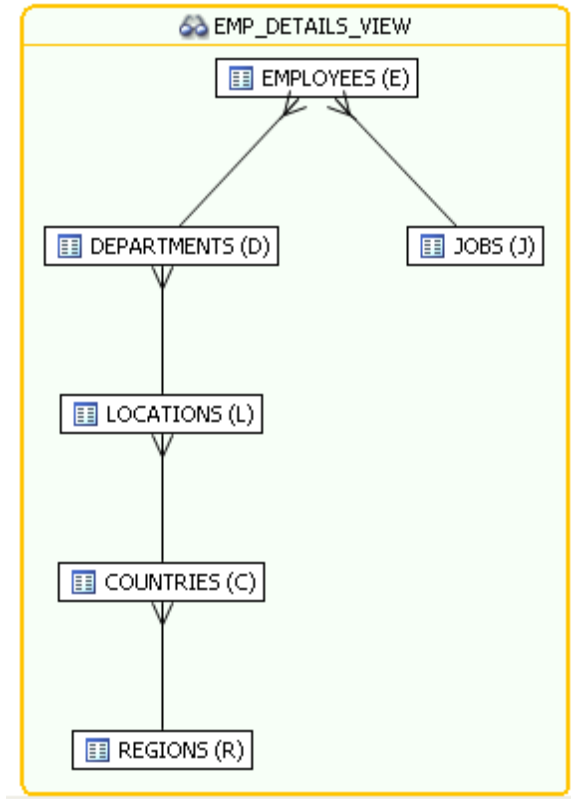 EMP_DETAILS_VIEW
EMPLOYEES (E)
DEPARTMENTS (D)
JOBS (J)
LOCATIONS (L)
COUNTRIES (C)
REGIONS (R)